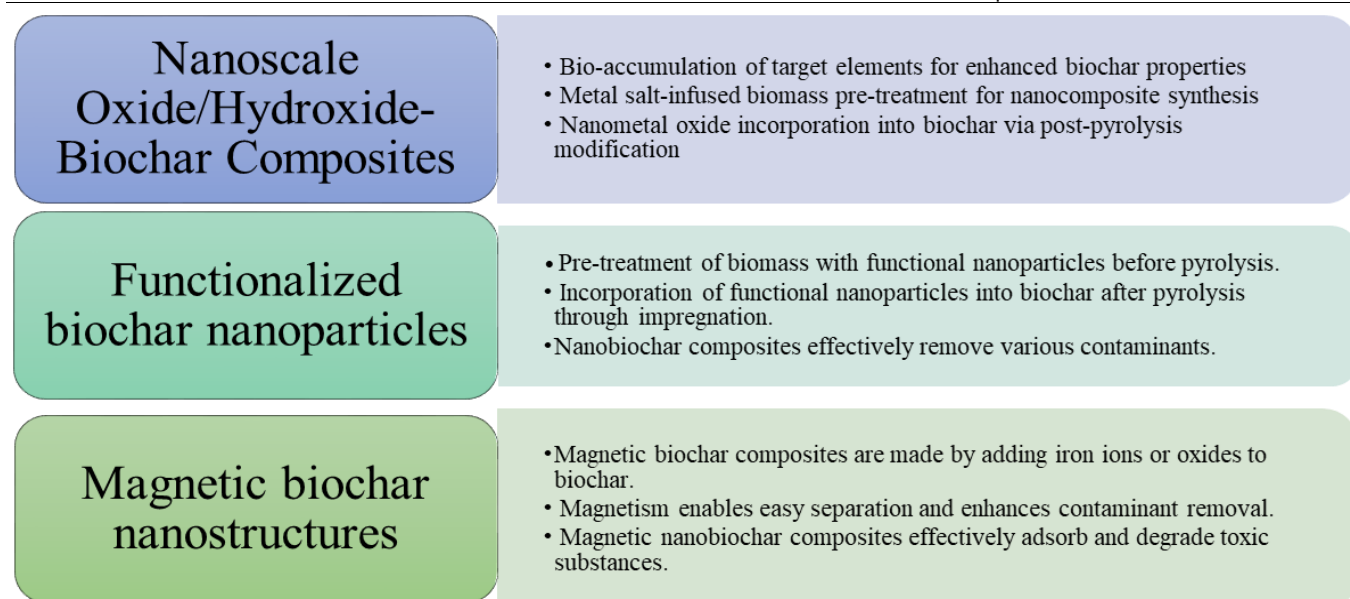 Nanoscale
Oxide/Hydroxide-
Biochar Composites
• Bio-accumulation of target elements for enhanced biochar properties
• Metal salt-infused biomass pre-treatment for nanocomposite synthesis
• Nanometal oxide incorporation into biochar via post-pyrolysis
modification
Functionalized
biochar nanoparticles
• Pre-treatment of biomass with functional nanoparticles before pyrolysis.
• Incorporation of functional nanoparticles into biochar after pyrolysis
through impregnation.
•Nanobiochar composites effectively remove various contaminants.
Magnetic biochar
nanostructures
•Magnetic biochar composites are made by adding iron ions or oxides to
biochar.
• Magnetism enables easy separation and enhances contaminant removal.
• Magnetic nanobiochar composites effectively adsorb and degrade toxic
substances.